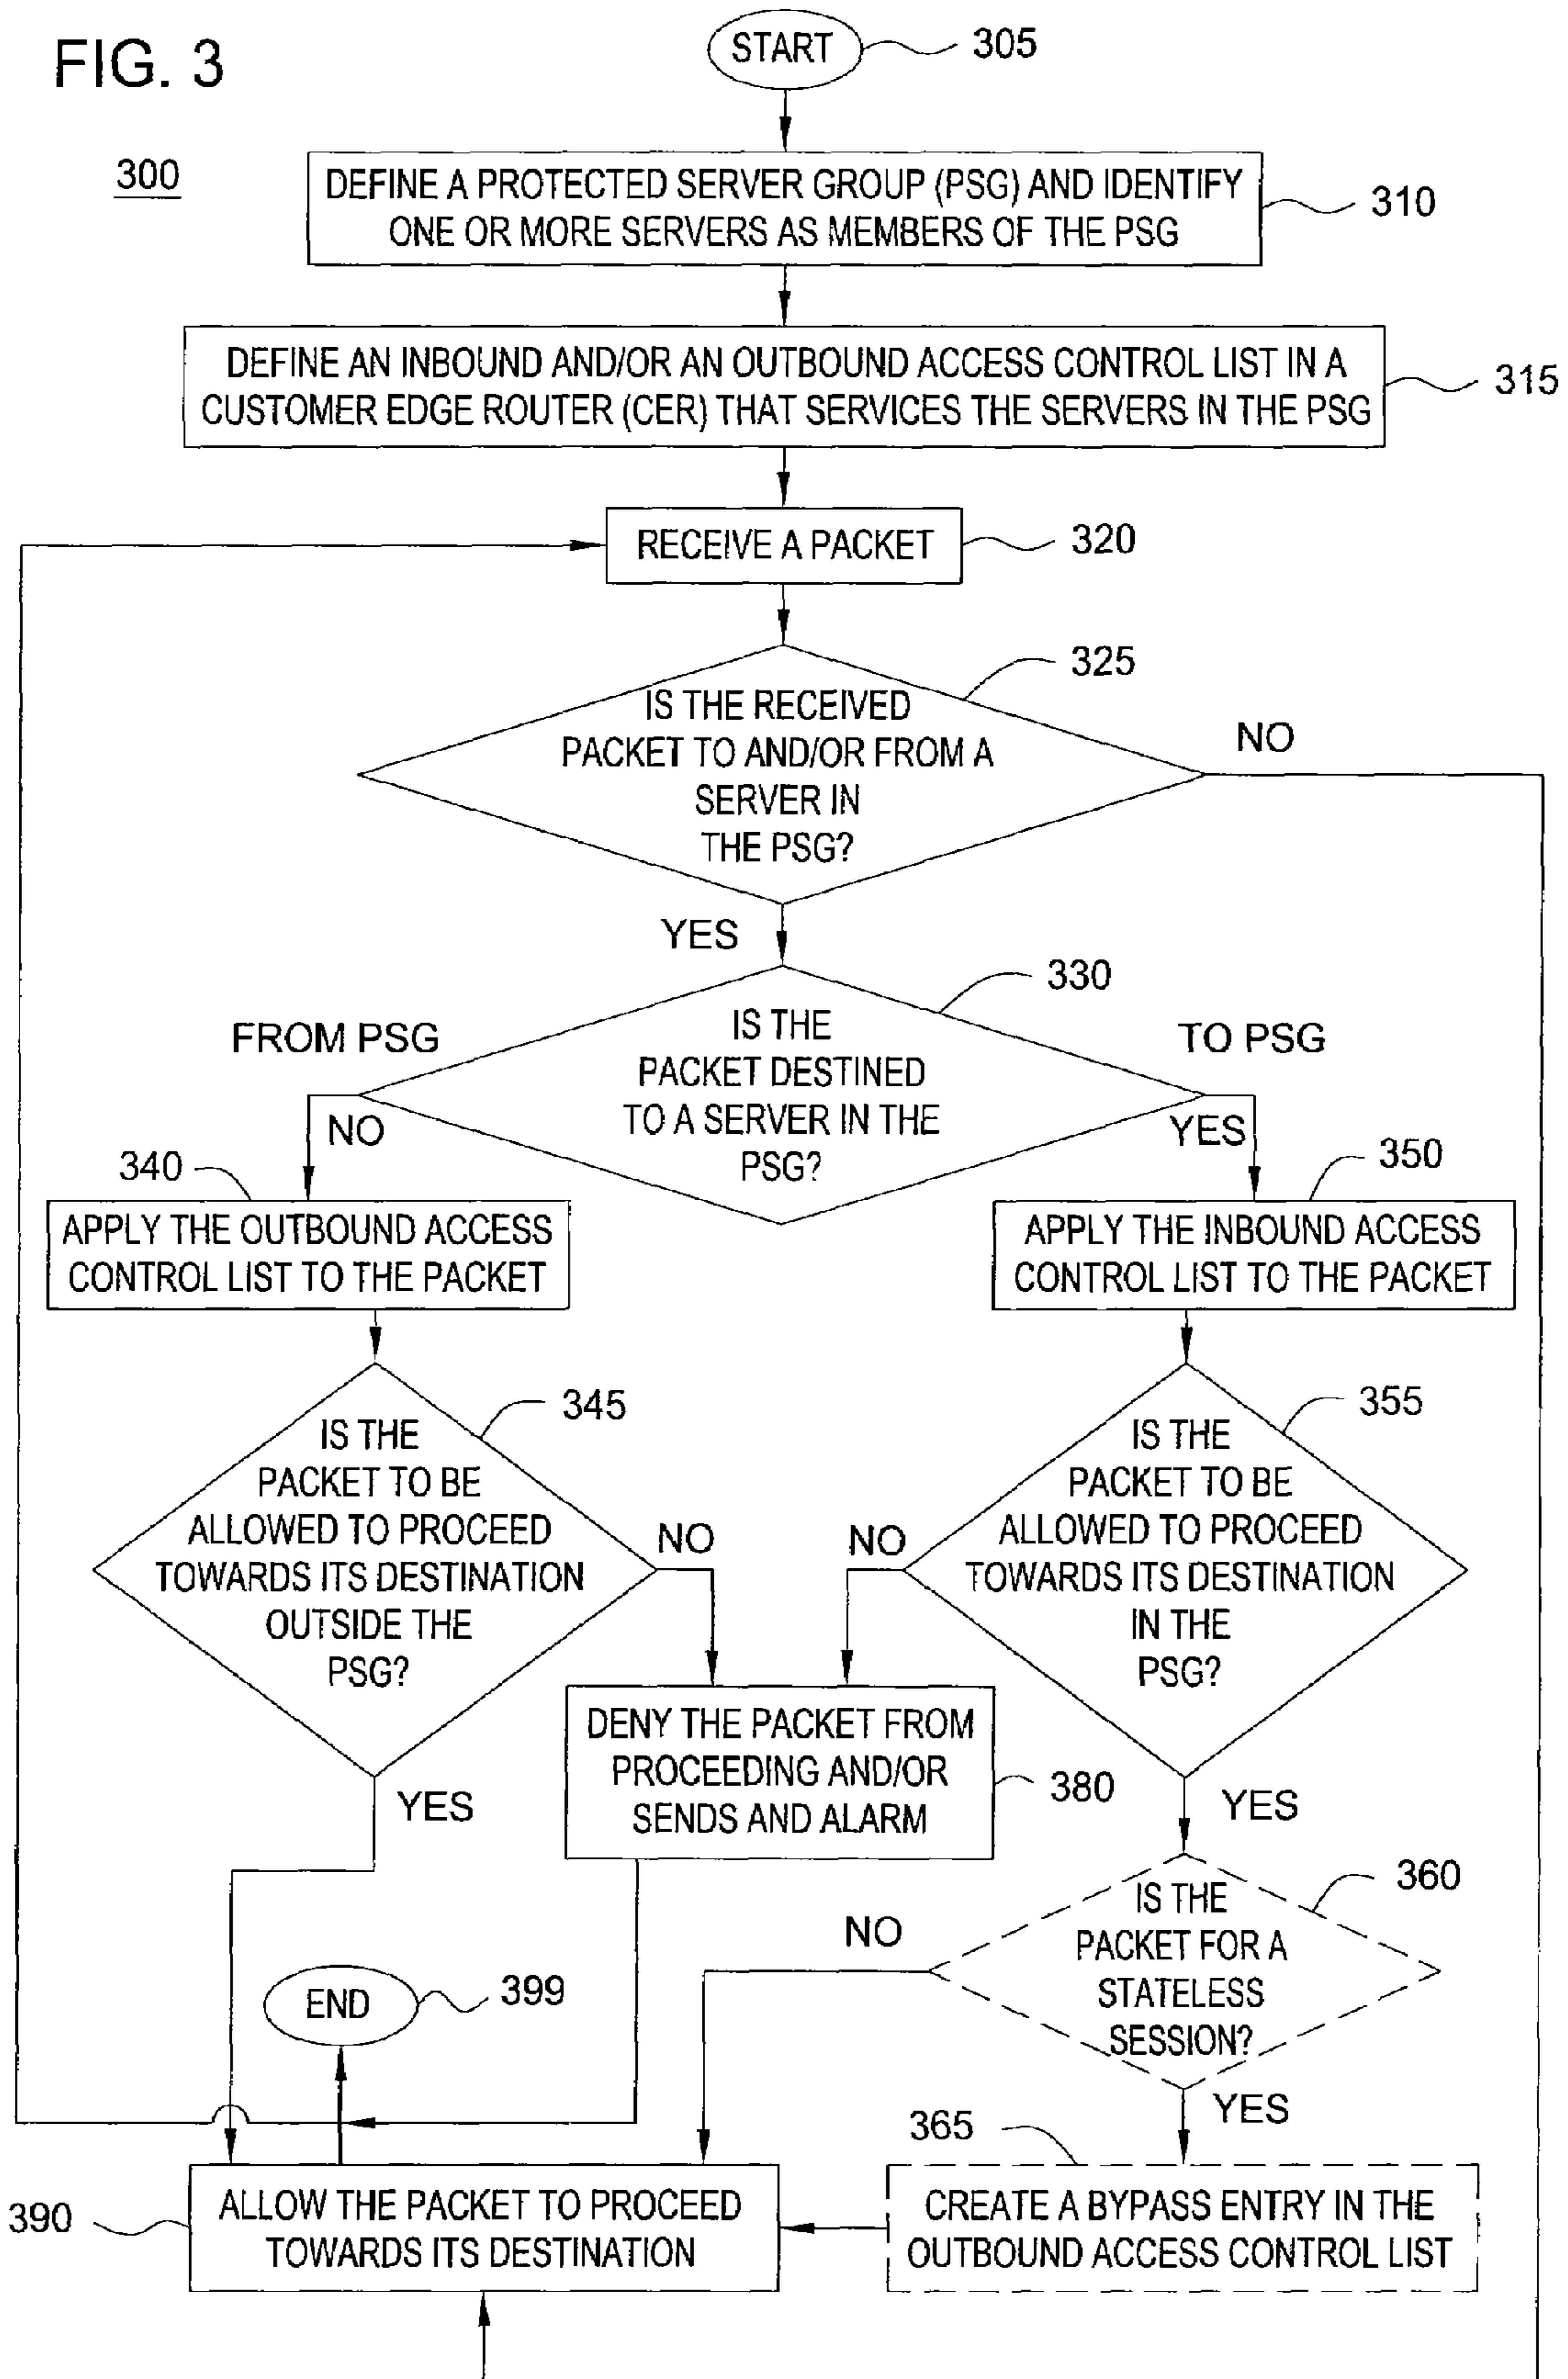 FIG. 3
300
START
305
DEFINE A PROTECTED SERVER GROUP (PSG) AND IDENTIFY
ONE OR MORE SERVERS AS MEMBERS OF THE PSG
310
DEFINE AN INBOUND AND/OR AN OUTBOUND ACCESS CONTROL LIST IN A
CUSTOMER EDGE ROUTER (CER) THAT SERVICES THE SERVERS IN THE PSG
315
RECEIVE A PACKET
320
IS THE RECEIVED
PACKET TO AND/OR FROM A
SERVER IN
THE PSG?
325
NO
YES
IS THE
PACKET DESTINED
TO A SERVER IN THE
PSG?
330
FROM PSG
NO
TO PSG
YES
340
APPLY THE OUTBOUND ACCESS
CONTROL LIST TO THE PACKET
350
APPLY THE INBOUND ACCESS
CONTROL LIST TO THE PACKET
IS THE
PACKET TO BE
ALLOWED TO PROCEED
TOWARDS ITS DESTINATION
OUTSIDE THE
PSG?
345
NO
YES
IS THE
PACKET TO BE
ALLOWED TO PROCEED
TOWARDS ITS DESTINATION
IN THE
PSG?
355
NO
YES
DENY THE PACKET FROM
PROCEEDING AND/OR
SENDS AND ALARM
380
IS THE
PACKET FOR A
STATELESS
SESSION?
360
NO
YES
END
399
365
CREATE A BYPASS ENTRY IN THE
OUTBOUND ACCESS CONTROL LIST
390
ALLOW THE PACKET TO PROCEED
TOWARDS ITS DESTINATION